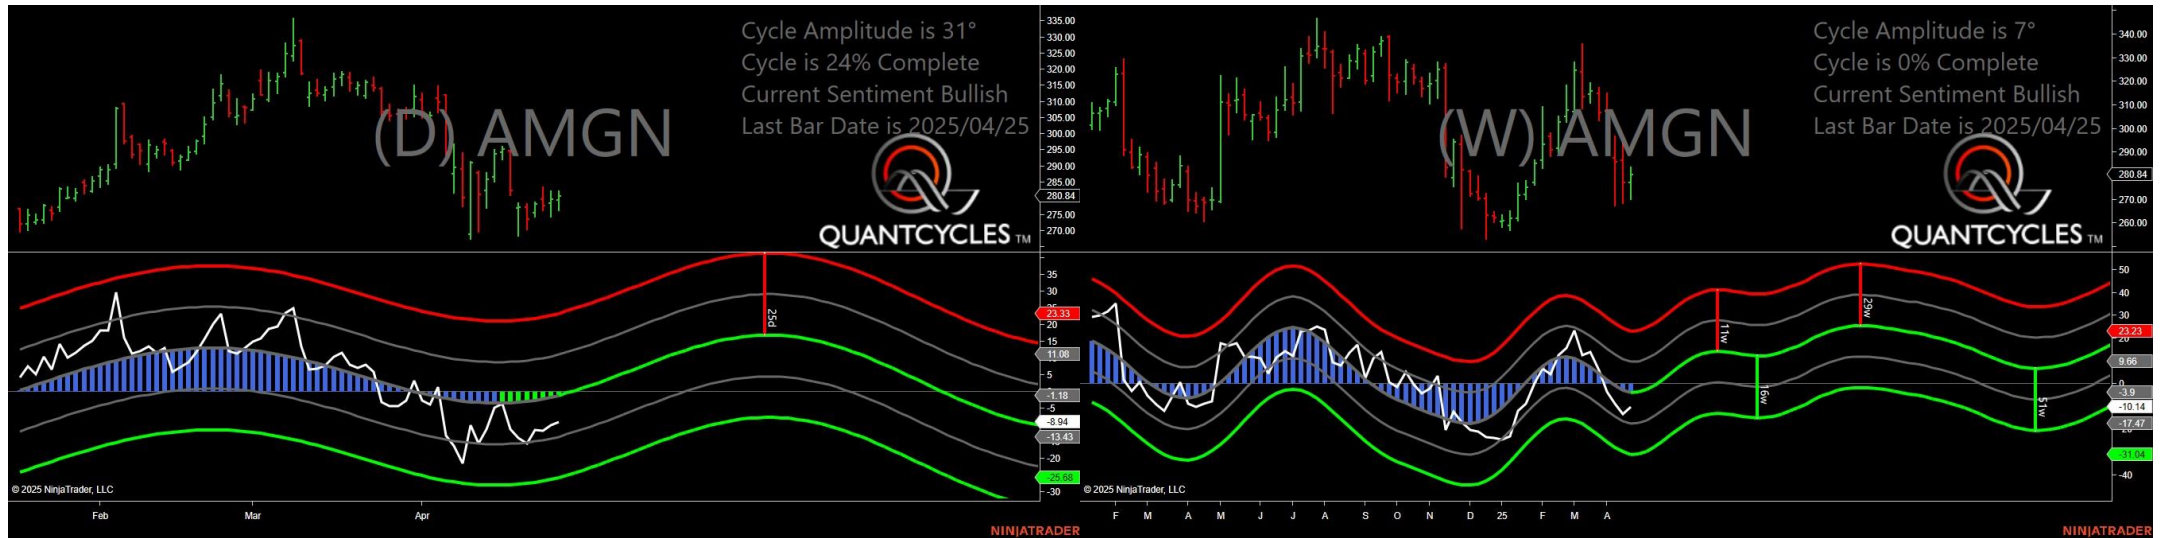 Cycle Amplitude is 31°
Cycle is 24% Complete
Current Sentiment Bullish
Last Bar Date is 2025/04/25
(D) AMGN
QUANTCYCLES TM
335.00
330.00
325.00
320.00
315.00
310.00
305.00
300.00
295.00
290.00
285.00
280.84
275.00
270.00
35
30
23.33
20
15
11.08
5
-1.18
-5
-8.94
-13.43
-20
-25.68
-30
25d
© 2025 NinjaTrader, LLC
Feb Mar Apr
NINJATRADER
Cycle Amplitude is 7°
Cycle is 0% Complete
Current Sentiment Bullish
Last Bar Date is 2025/04/25
(W) AMGN
QUANTCYCLES TM
340.00
330.00
320.00
310.00
300.00
290.00
280.84
270.00
260.00
50
40
30
23.23
20
9.66
0
-3.9
-10.14
-17.47
-31.04
-40
11w
16w
29w
51w
© 2025 NinjaTrader, LLC
F M A M J J A S O N D 25 F M A
NINJATRADER